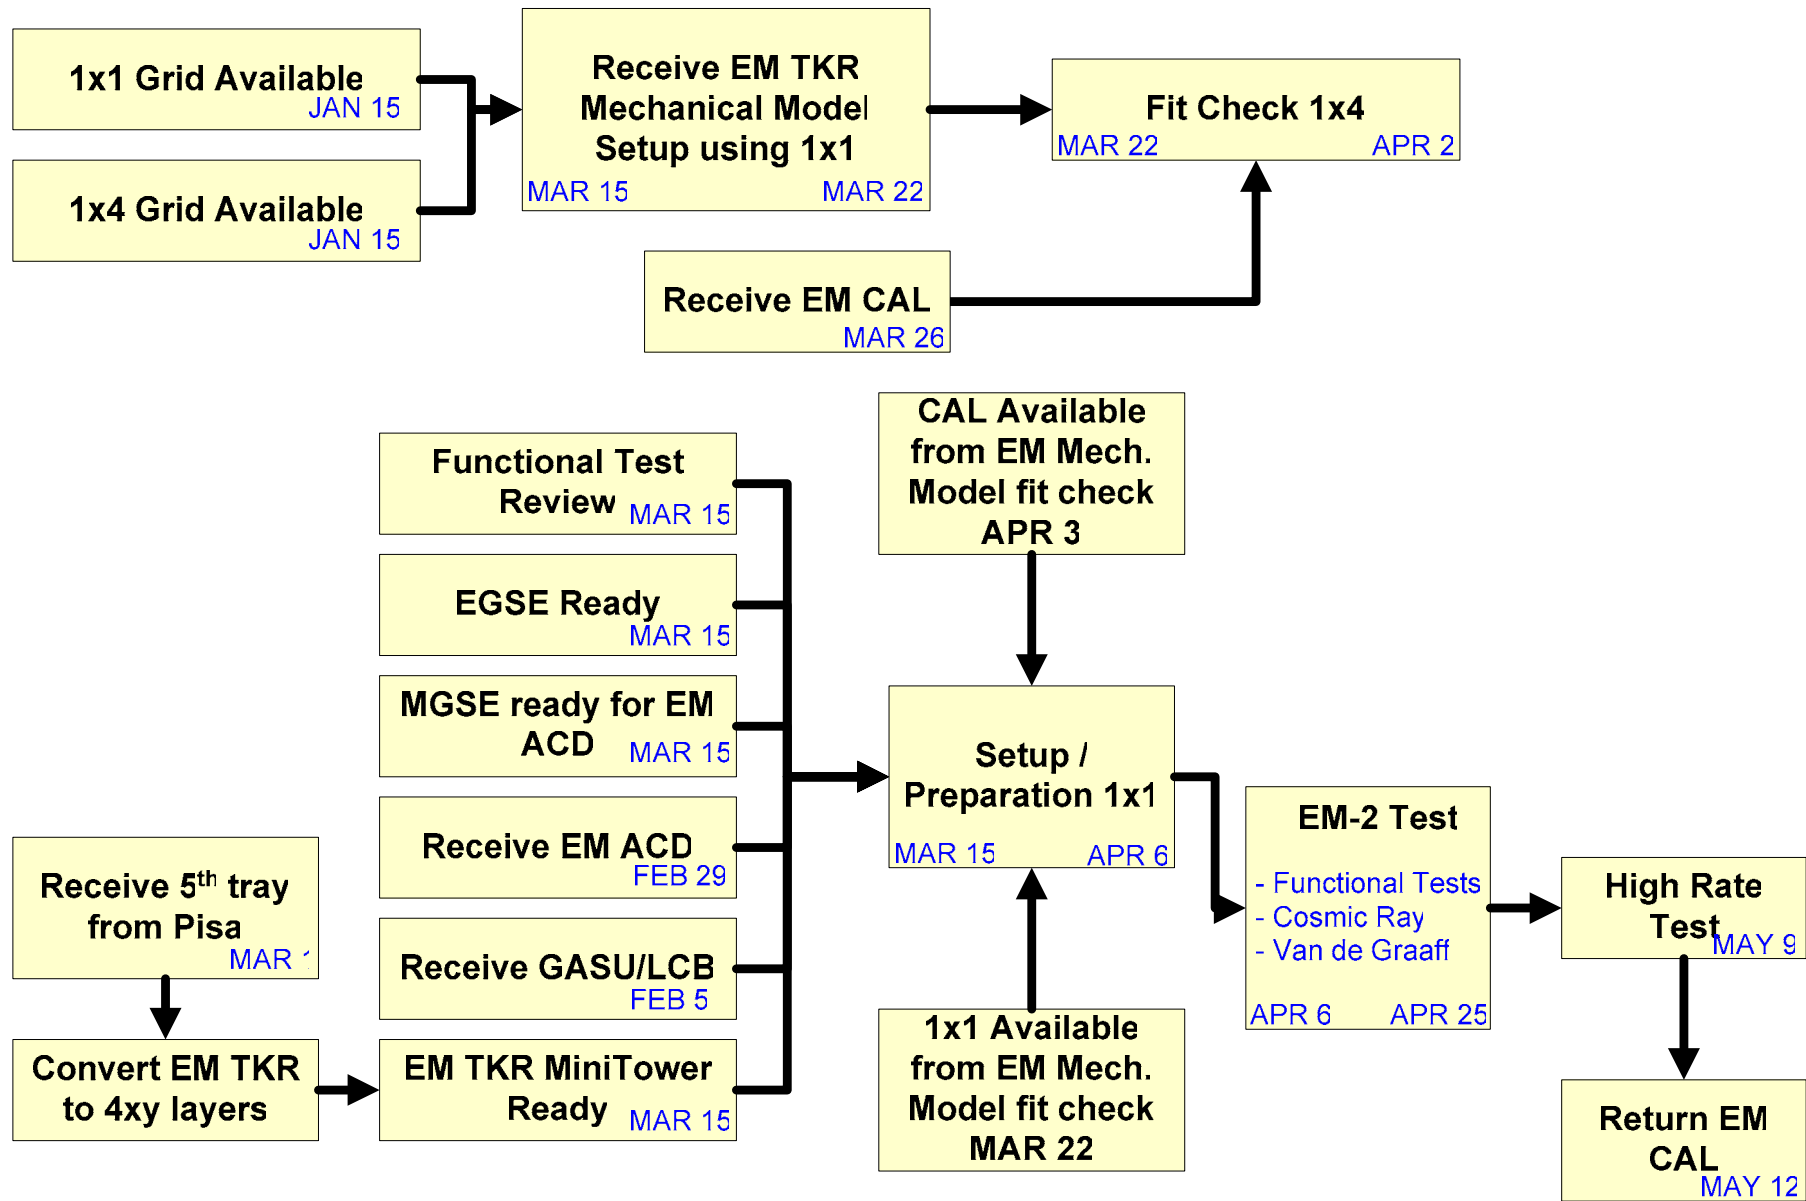 1x1 Grid Available
JAN 15
1x4 Grid Available
JAN 15
Receive EM TKR
Mechanical Model
Setup using 1x1
MAR 15 MAR 22
Fit Check 1x4
MAR 22 APR 2
Receive EM CAL
MAR 26
CAL Available
from EM Mech.
Model fit check
APR 3
Functional Test
Review
MAR 15
EGSE Ready
MAR 15
MGSE ready for EM
ACD
MAR 15
Receive EM ACD
FEB 29
Receive GASU/LCB
FEB 5
Receive 5th tray
from Pisa
MAR
Convert EM TKR
to 4xy layers
EM TKR MiniTower
Ready
MAR 15
Setup /
Preparation 1x1
MAR 15 APR 6
1x1 Available
from EM Mech.
Model fit check
MAR 22
EM-2 Test
- Functional Tests
- Cosmic Ray
- Van de Graaff
APR 6 APR 25
High Rate
Test
MAY 9
Return EM
CAL
MAY 12